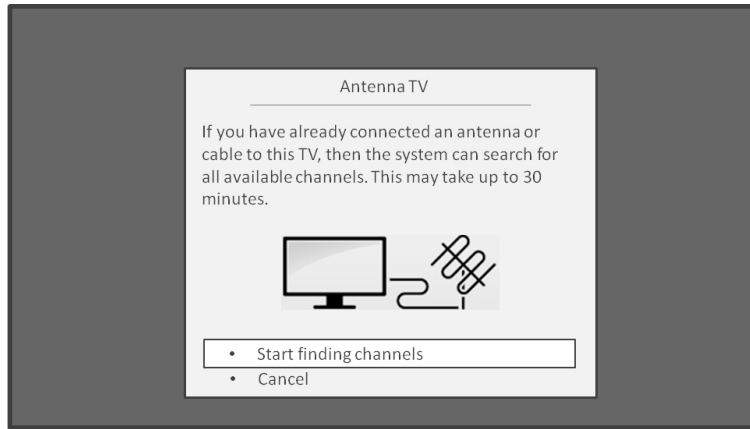 Antenna TV
If you have already connected an antenna or
cable to this TV, then the system can search for
all available channels. This may take up to 30
minutes.
• Start finding channels
• Cancel